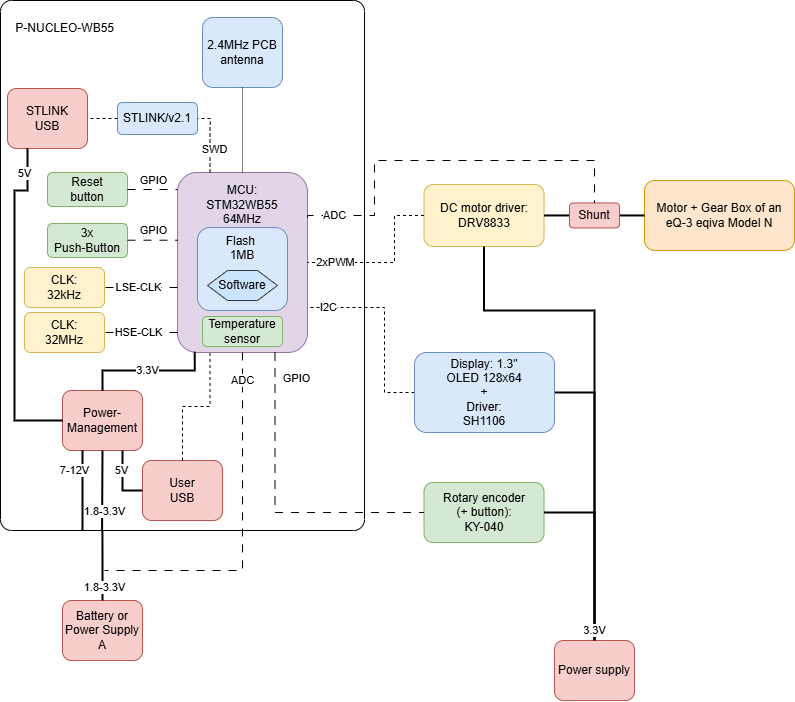 P-NUCLEO-WB55
2.4MHz PCB
antenna
STLINK
USB
STLINK/v2.1
SWD
5V
Reset
button
GPIO
MCU:
STM32WB55
64MHz
3x
Push-Button
GPIO
Flash
1MB
Software
CLK:
32kHz
LSE-CLK
CLK:
32MHz
HSE-CLK
Temperature
sensor
ADC
2xPWM
I2C
DC motor driver:
DRV8833
Shunt
Motor + Gear Box of an
eQ-3 eqiva Model N
3.3V
ADC
GPIO
Display: 1.3"
OLED 128x64
+
Driver:
SH1106
Power-
Management
7-12V
5V
1.8-3.3V
User
USB
Rotary encoder
(+ button):
KY-040
1.8-3.3V
Battery or
Power Supply
A
3.3V
Power supply